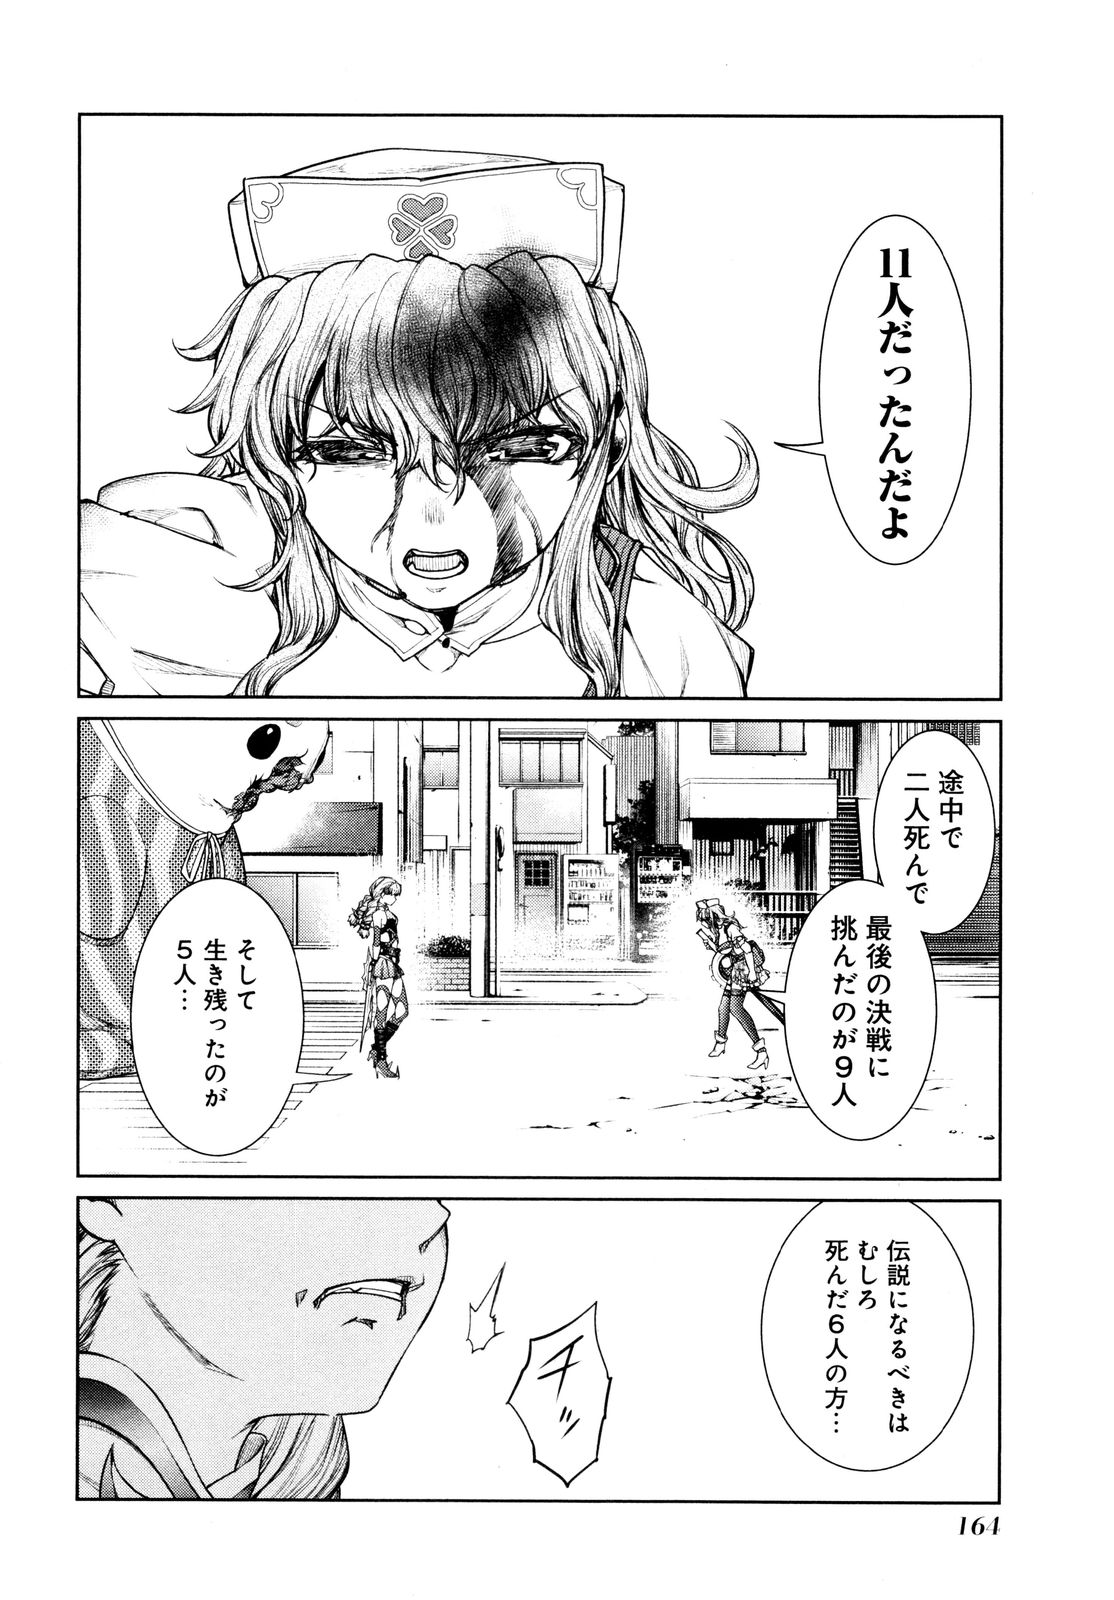 11人だったんだよ
途中で
二人死んで
最後の決戦に
挑んだのが9人
そして
生き残ったのが
5人…
伝説になるべきは
むしろ
死んだ6人の方…
チ〃
164